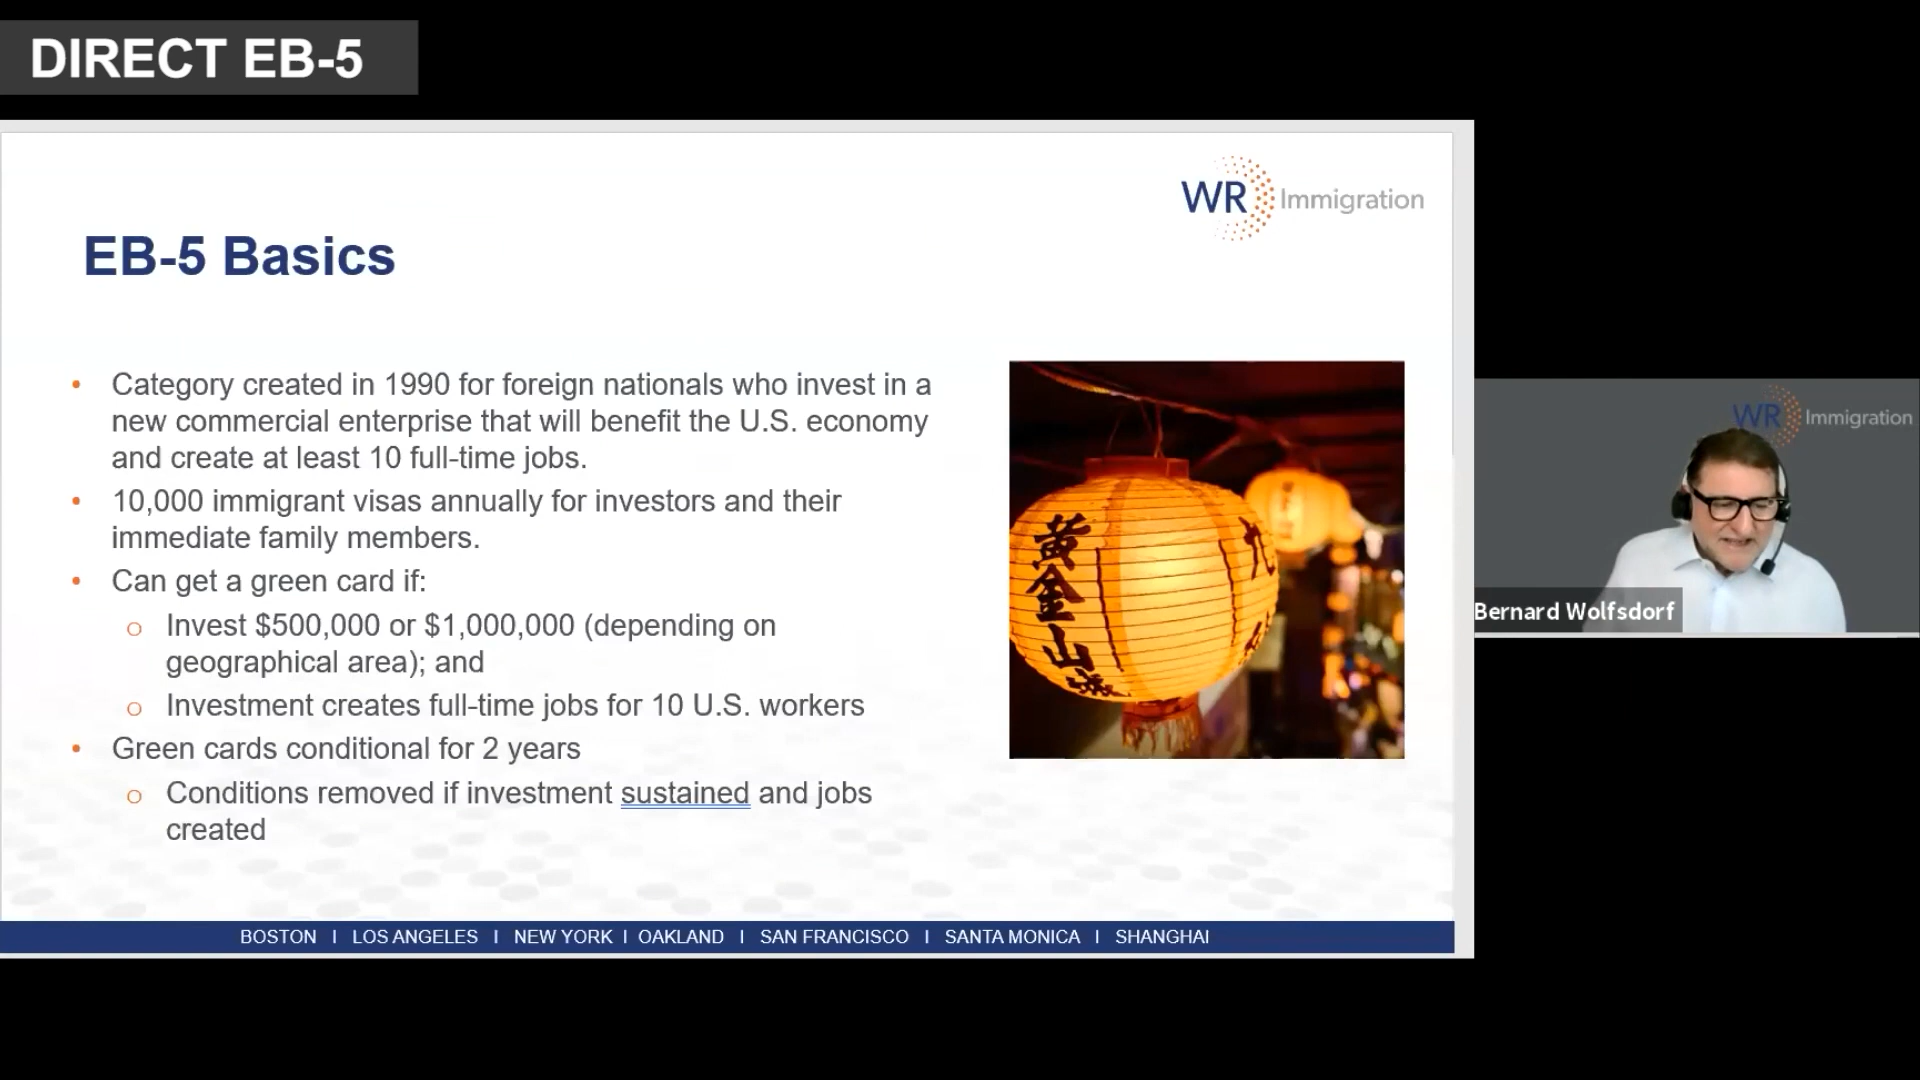 DIRECT EB-5
WR Immigration
EB-5 Basics
• Category created in 1990 for foreign nationals who invest in a
new commercial enterprise that will benefit the U.S. economy
and create at least 10 full-time jobs.
• 10,000 immigrant visas annually for investors and their
immediate family members.
• Can get a green card if:
o Invest $500,000 or $1,000,000 (depending on
geographical area); and
o Investment creates full-time jobs for 10 U.S. workers
• Green cards conditional for 2 years
o Conditions removed if investment sustained and jobs
created
黃金山城
九
WR Immigration
Bernard Wolfsdorf
BOSTON I LOS ANGELES I NEW YORK I OAKLAND I SAN FRANCISCO I SANTA MONICA I SHANGHAI